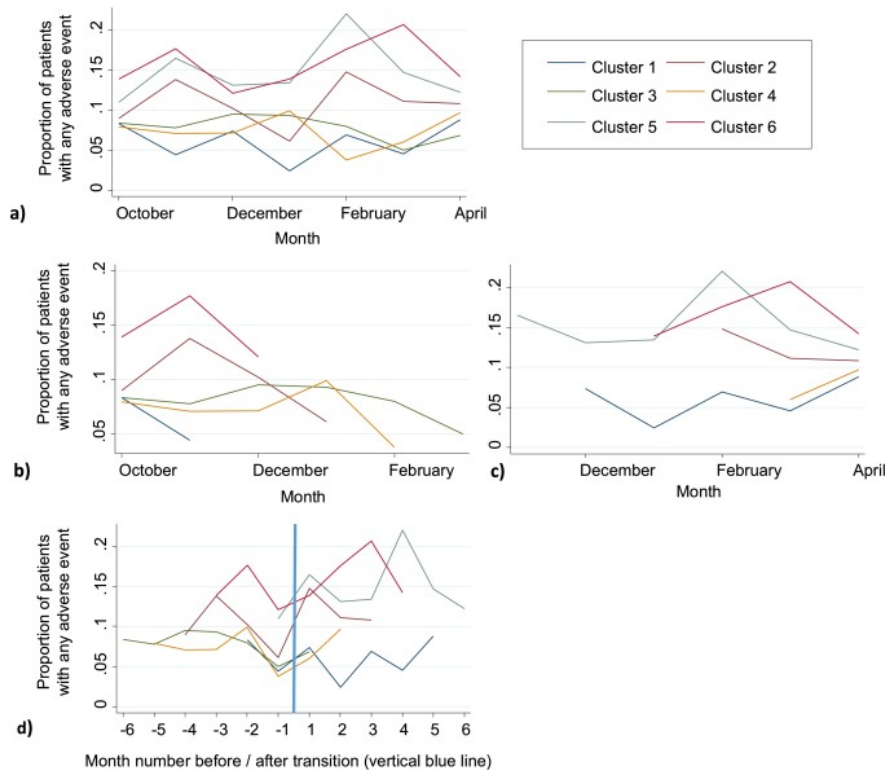 Proportion of patients
with any adverse event
.2
.15
.1
.05
0
October
December
February
April
Month
a)
Cluster 1
Cluster 2
Cluster 3
Cluster 4
Cluster 5
Cluster 6
Proportion of patients
with any adverse event
.2
.15
.1
.05
October
December
February
Month
b)
.2
.15
.1
.05
0
December
February
April
Month
c)
Proportion of patients
with any adverse event
.2
.15
.1
.05
0
-6 -5 -4 -3 -2 -1 1 2 3 4 5 6
Month number before / after transition (vertical blue line)
d)